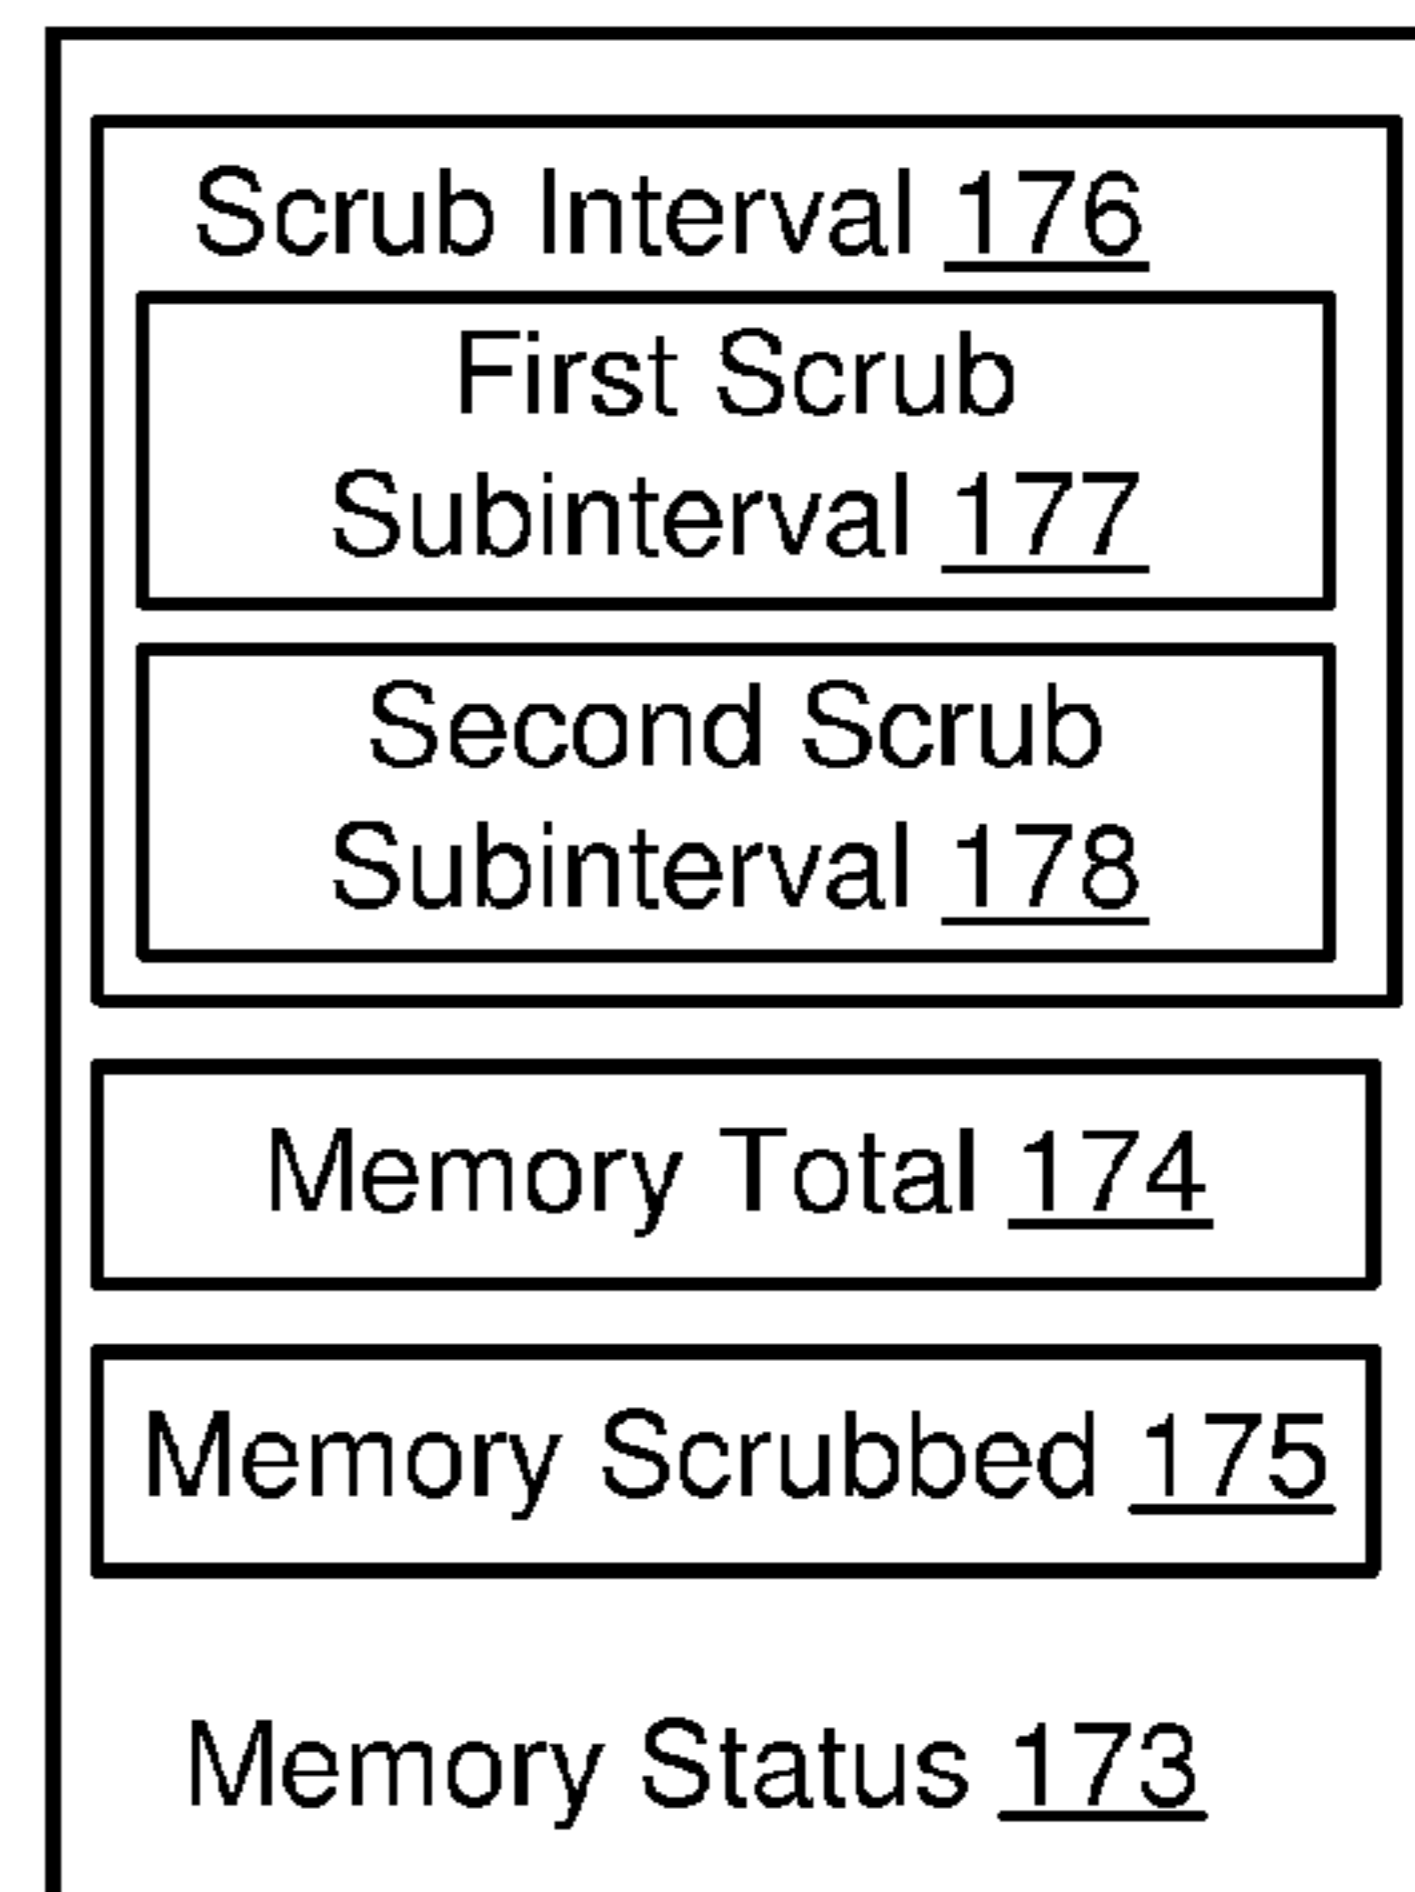 Scrub Interval 176
First Scrub
Subinterval 177
Second Scrub
Subinterval 178
Memory Total 174
Memory Scrubbed 175
Memory Status 173